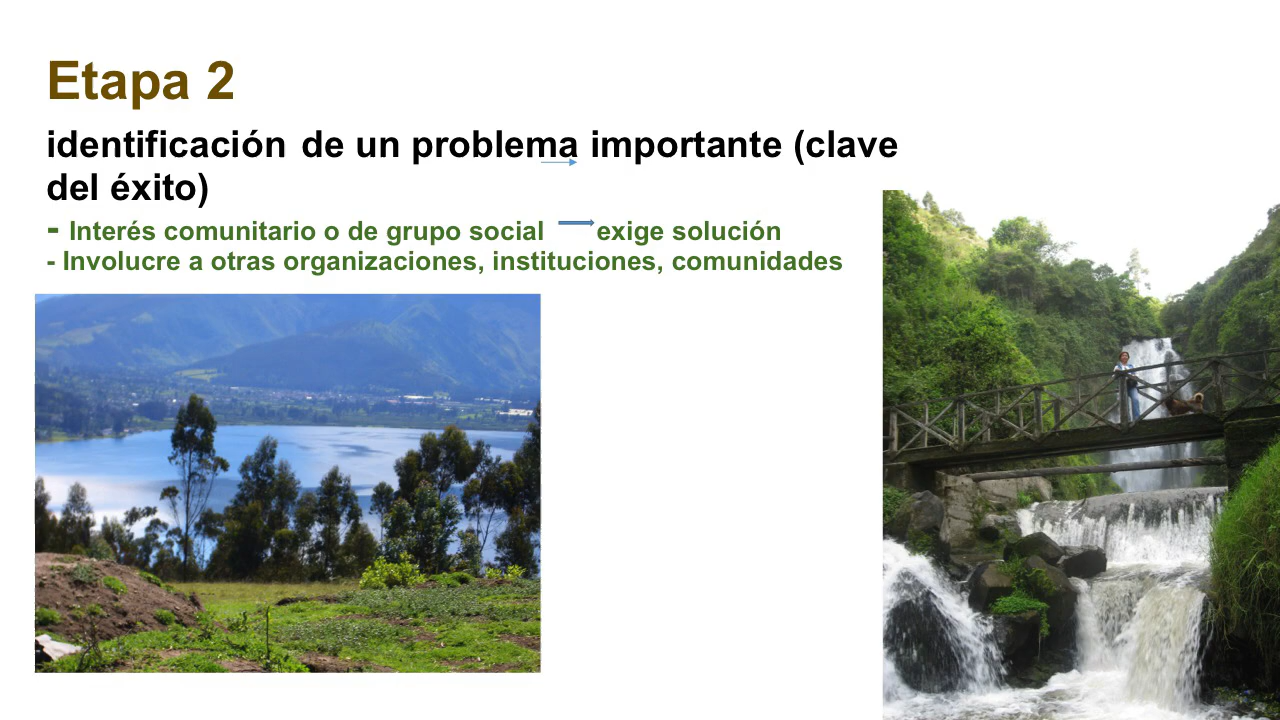 Etapa 2
identificación de un problema importante (clave
del éxito)
- Interés comunitario o de grupo social exige solución
- Involucre a otras organizaciones, instituciones, comunidades